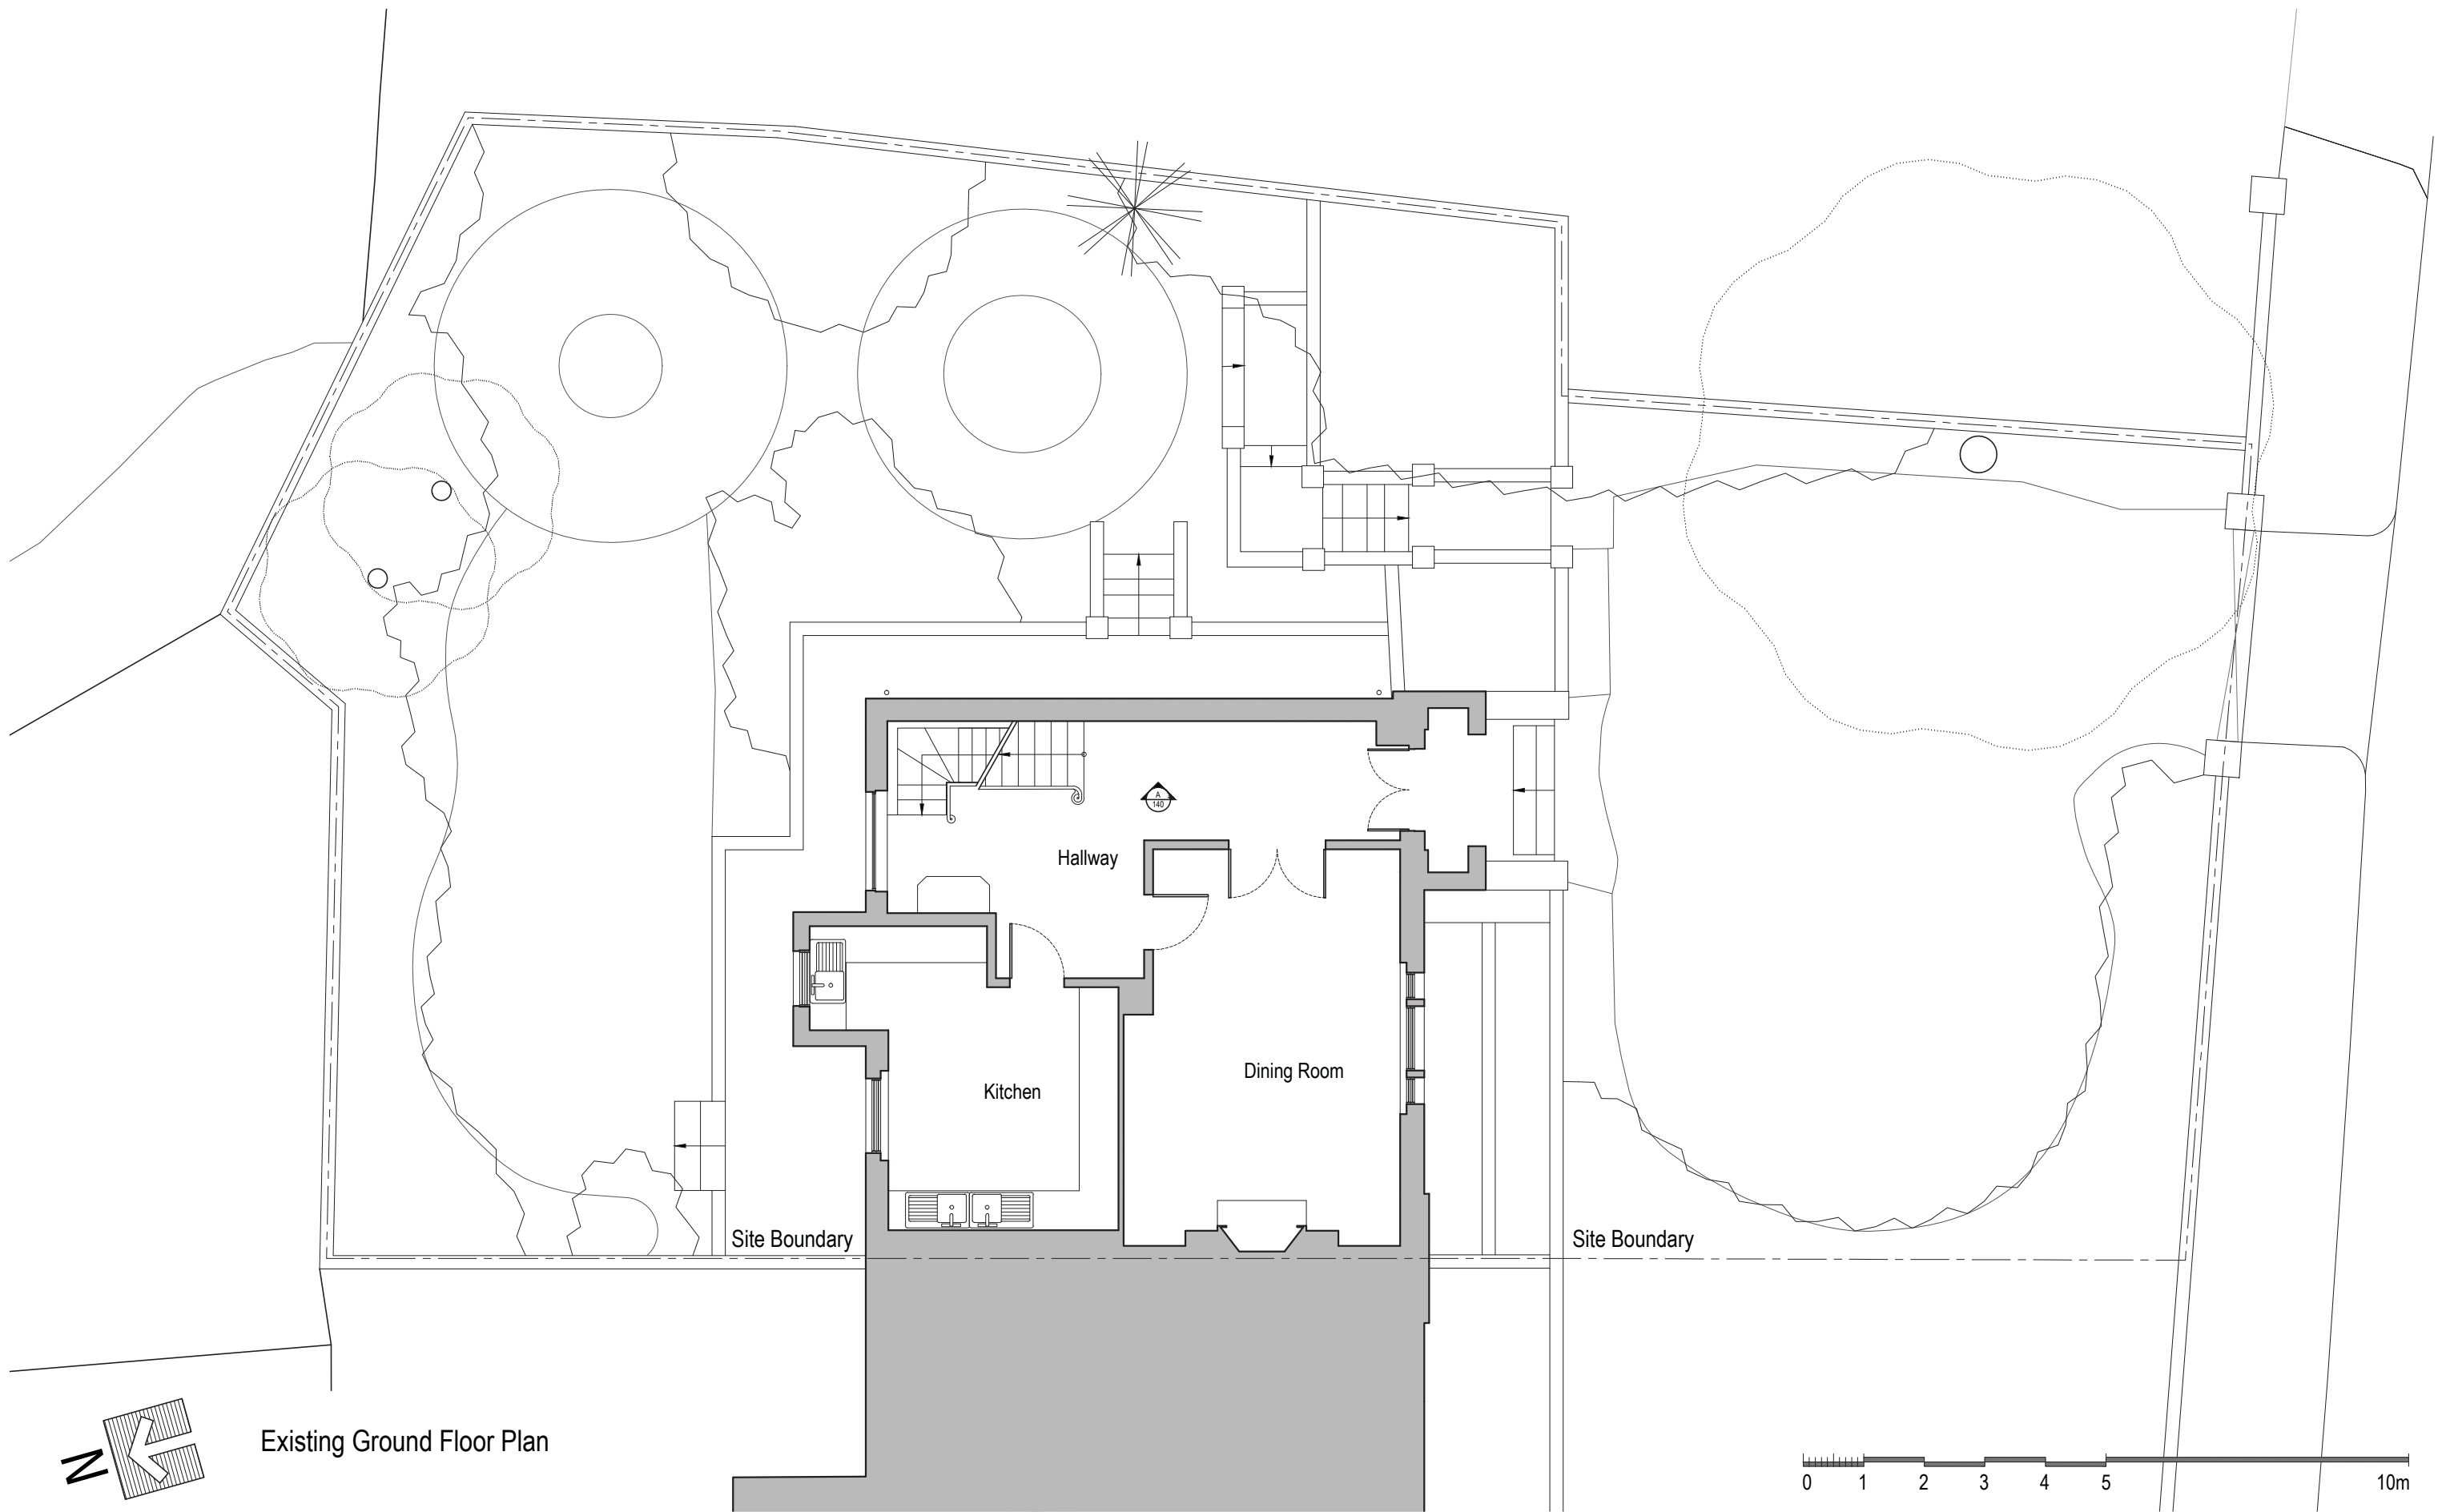 A
140
Hallway
Dining Room
Kitchen
Site Boundary
Site Boundary
N
Existing Ground Floor Plan
0 1 2 3 4 5 10m